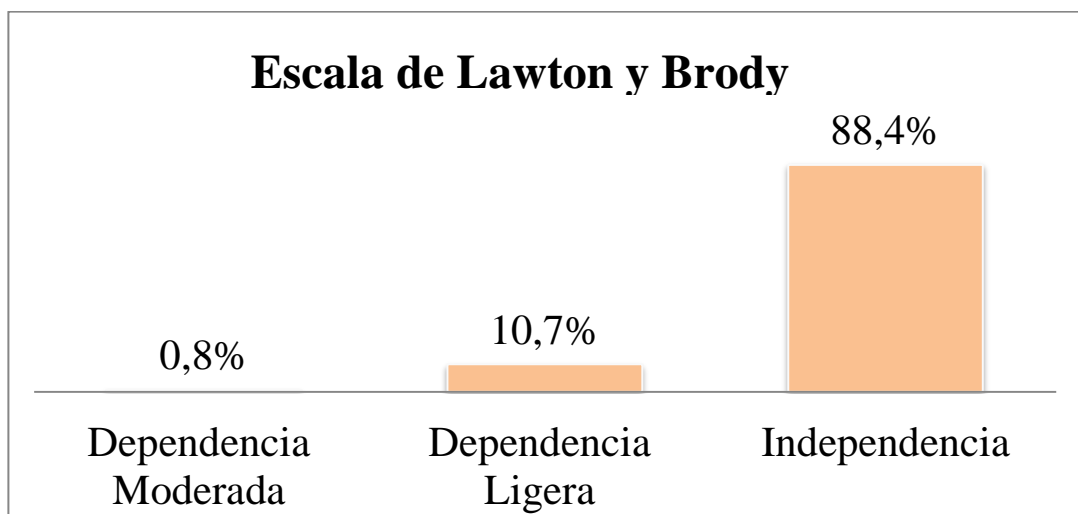 Escala de Lawton y Brody
88,4%
10,7%
0,8%
Dependencia
Moderada
Dependencia
Ligera
Independencia